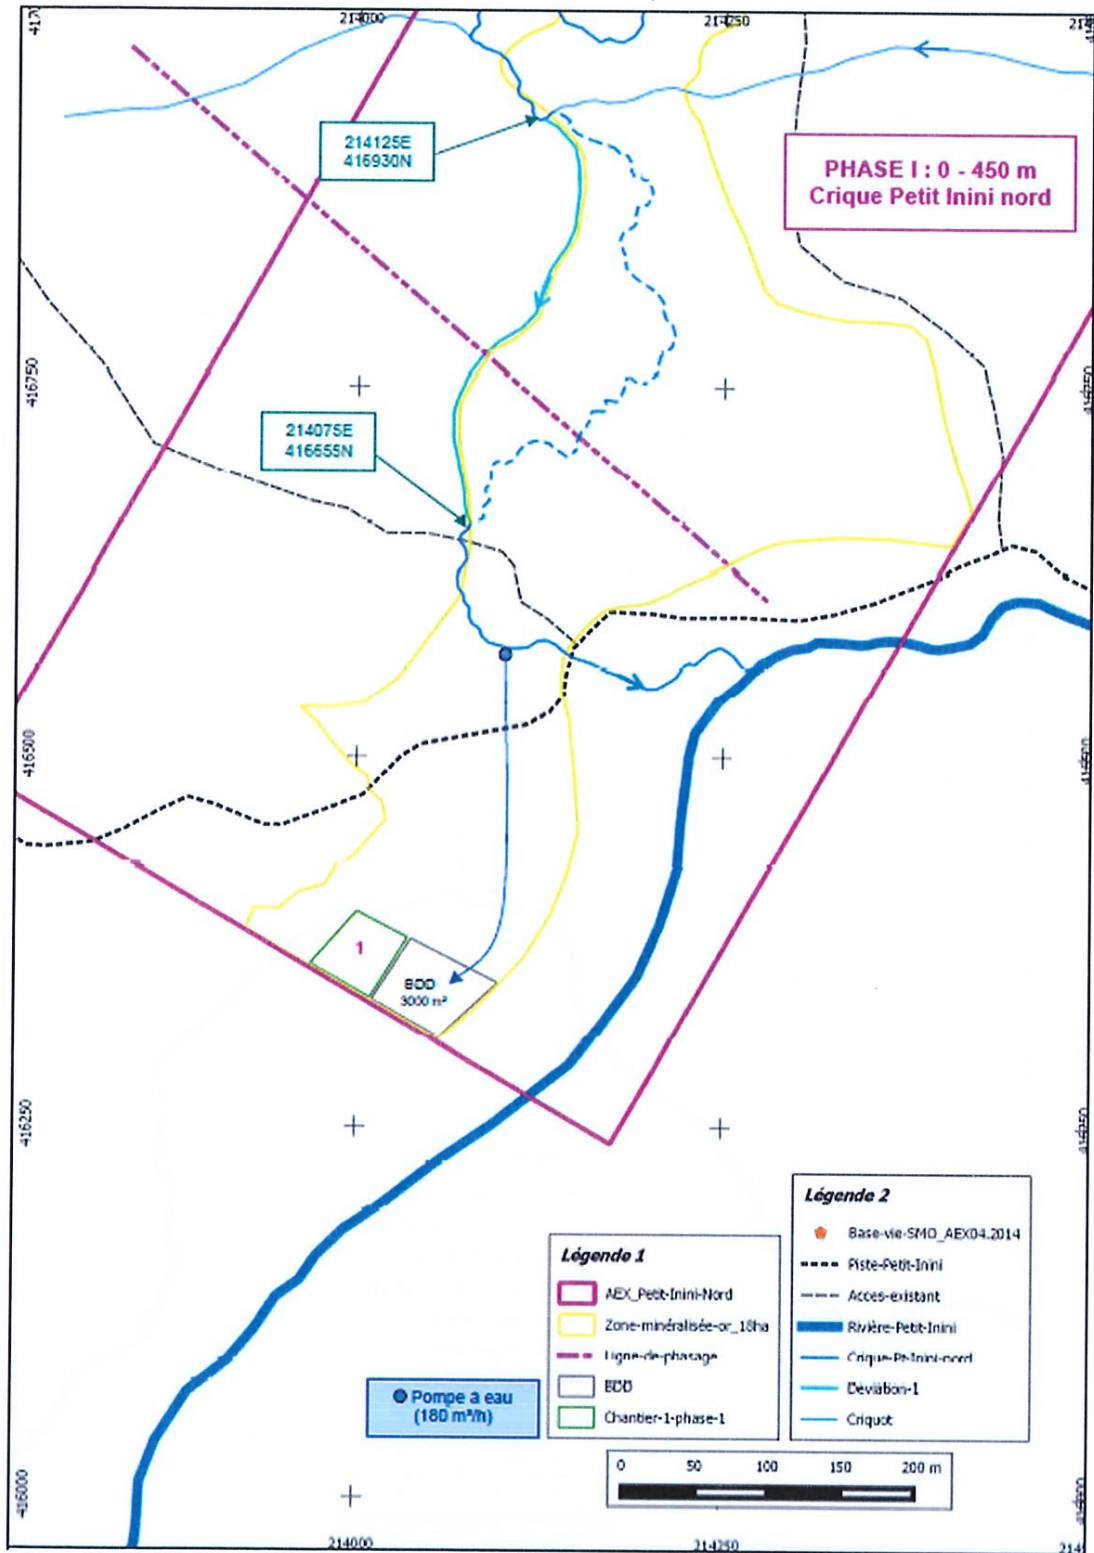 214000
214250
214125E
416930N
PHASE I : 0 - 450 m
Crique Petit Inini nord
416750
214075E
416655N
416500
416500
1
BDD
3000 m²
416250
416250
Légende 1
AEX_Petit-Inini-Nord
Zone-minéralisée-or_18ha
Ligne-de-phasage
BDD
Chantier-1-phase-1
Légende 2
Base-vie-SMO_AEX04.2014
Piste-Petit-Inini
Acces-existant
Rivière-Petit-Inini
Crique-Pt-Inini-nord
Déviation-1
Criquot
Pompe à eau
(180 m³/h)
0 50 100 150 200 m
416000
214000
214250